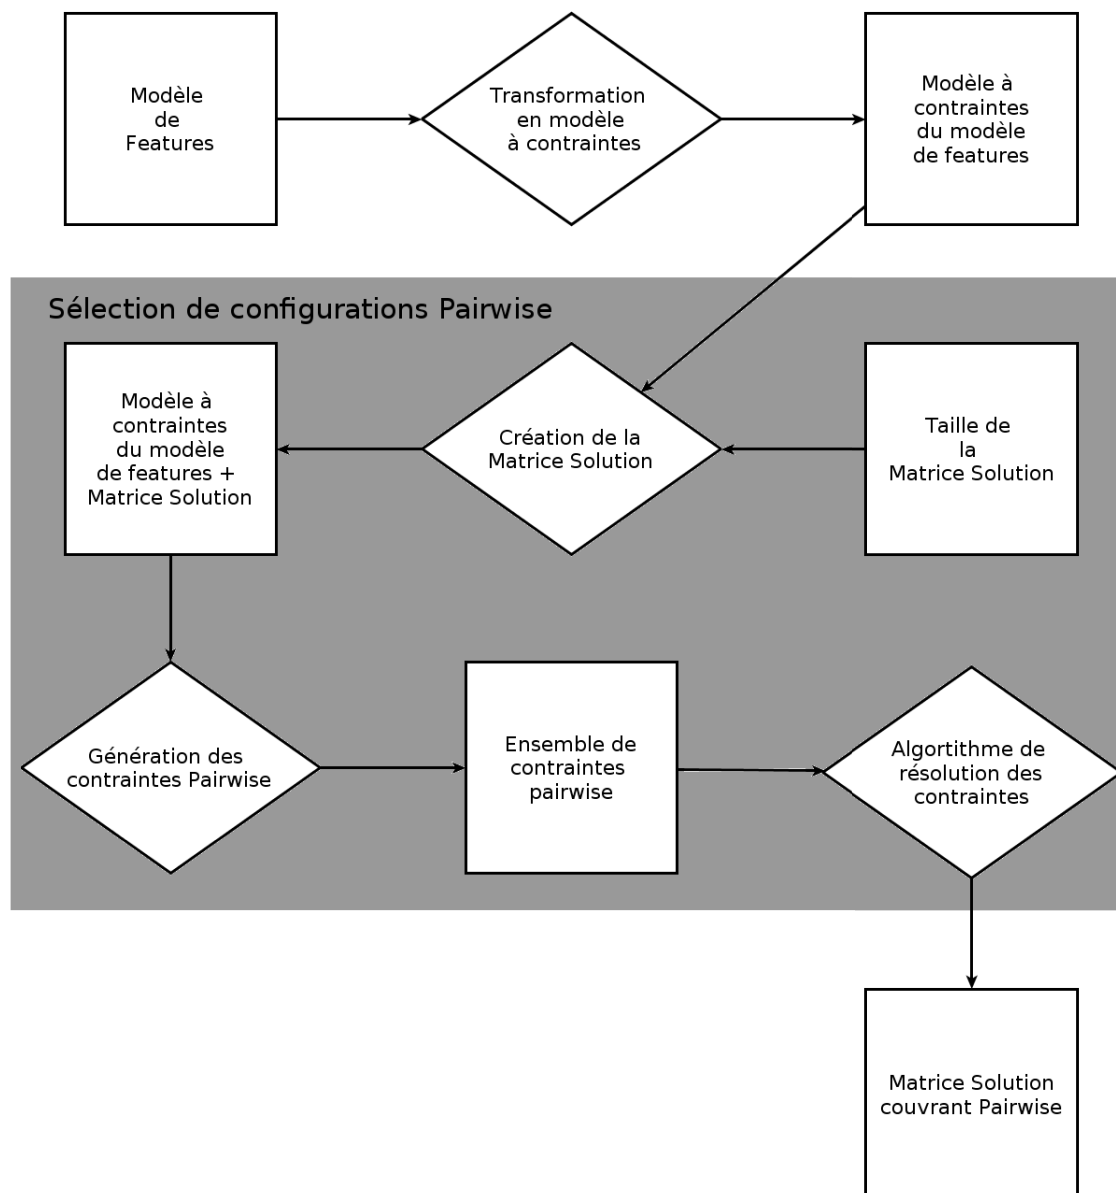 Modèle
de
Features
Transformation
en modèle
à contraintes
Modèle à
contraintes
du modèle
de features
Sélection de configurations Pairwise
Modèle à
contraintes
du modèle
de features +
Matrice Solution
Création de la
Matrice Solution
Taille de
la
Matrice Solution
Génération des
contraintes Pairwise
Ensemble de
contraintes
pairwise
Algortithme de
résolution des
contraintes
Matrice Solution
couvrant Pairwise